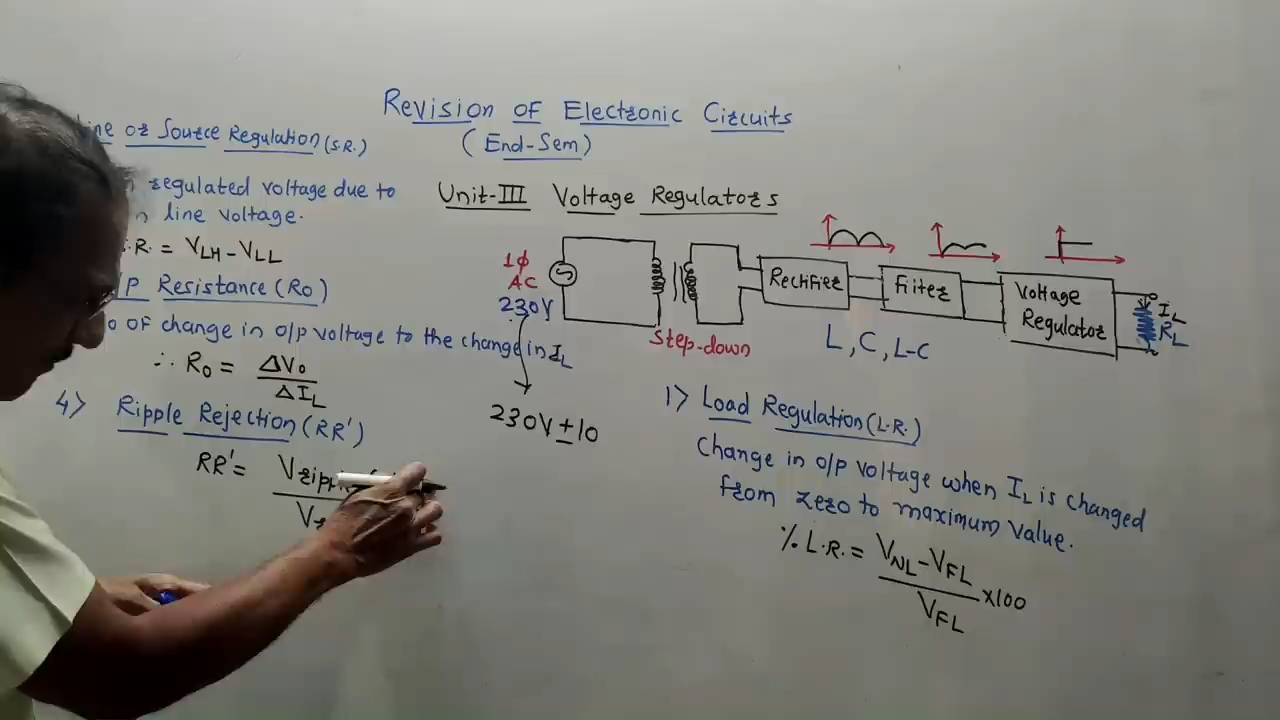 Revision of Electronic Circuits
(End-Sem)
Source Regulation (S.R.)
regulated voltage due to
line voltage.
R. = VLH - VLL
Resistance (Ro)
of change in o/p voltage to the change in IL
∴ Ro = ΔVo / ΔIL
4) Ripple Rejection (RR')
RR' =
Unit-III Voltage Regulators
1ϕ
AC
230V
230V ± 10
Step-down
Rectifier
Filter
L, C, L-C
Voltage
Regulator
IL
RL
1) Load Regulation (L.R.)
Change in o/p voltage when IL is changed
from zero to maximum value.
% L.R. = VNL - VFL / VFL × 100